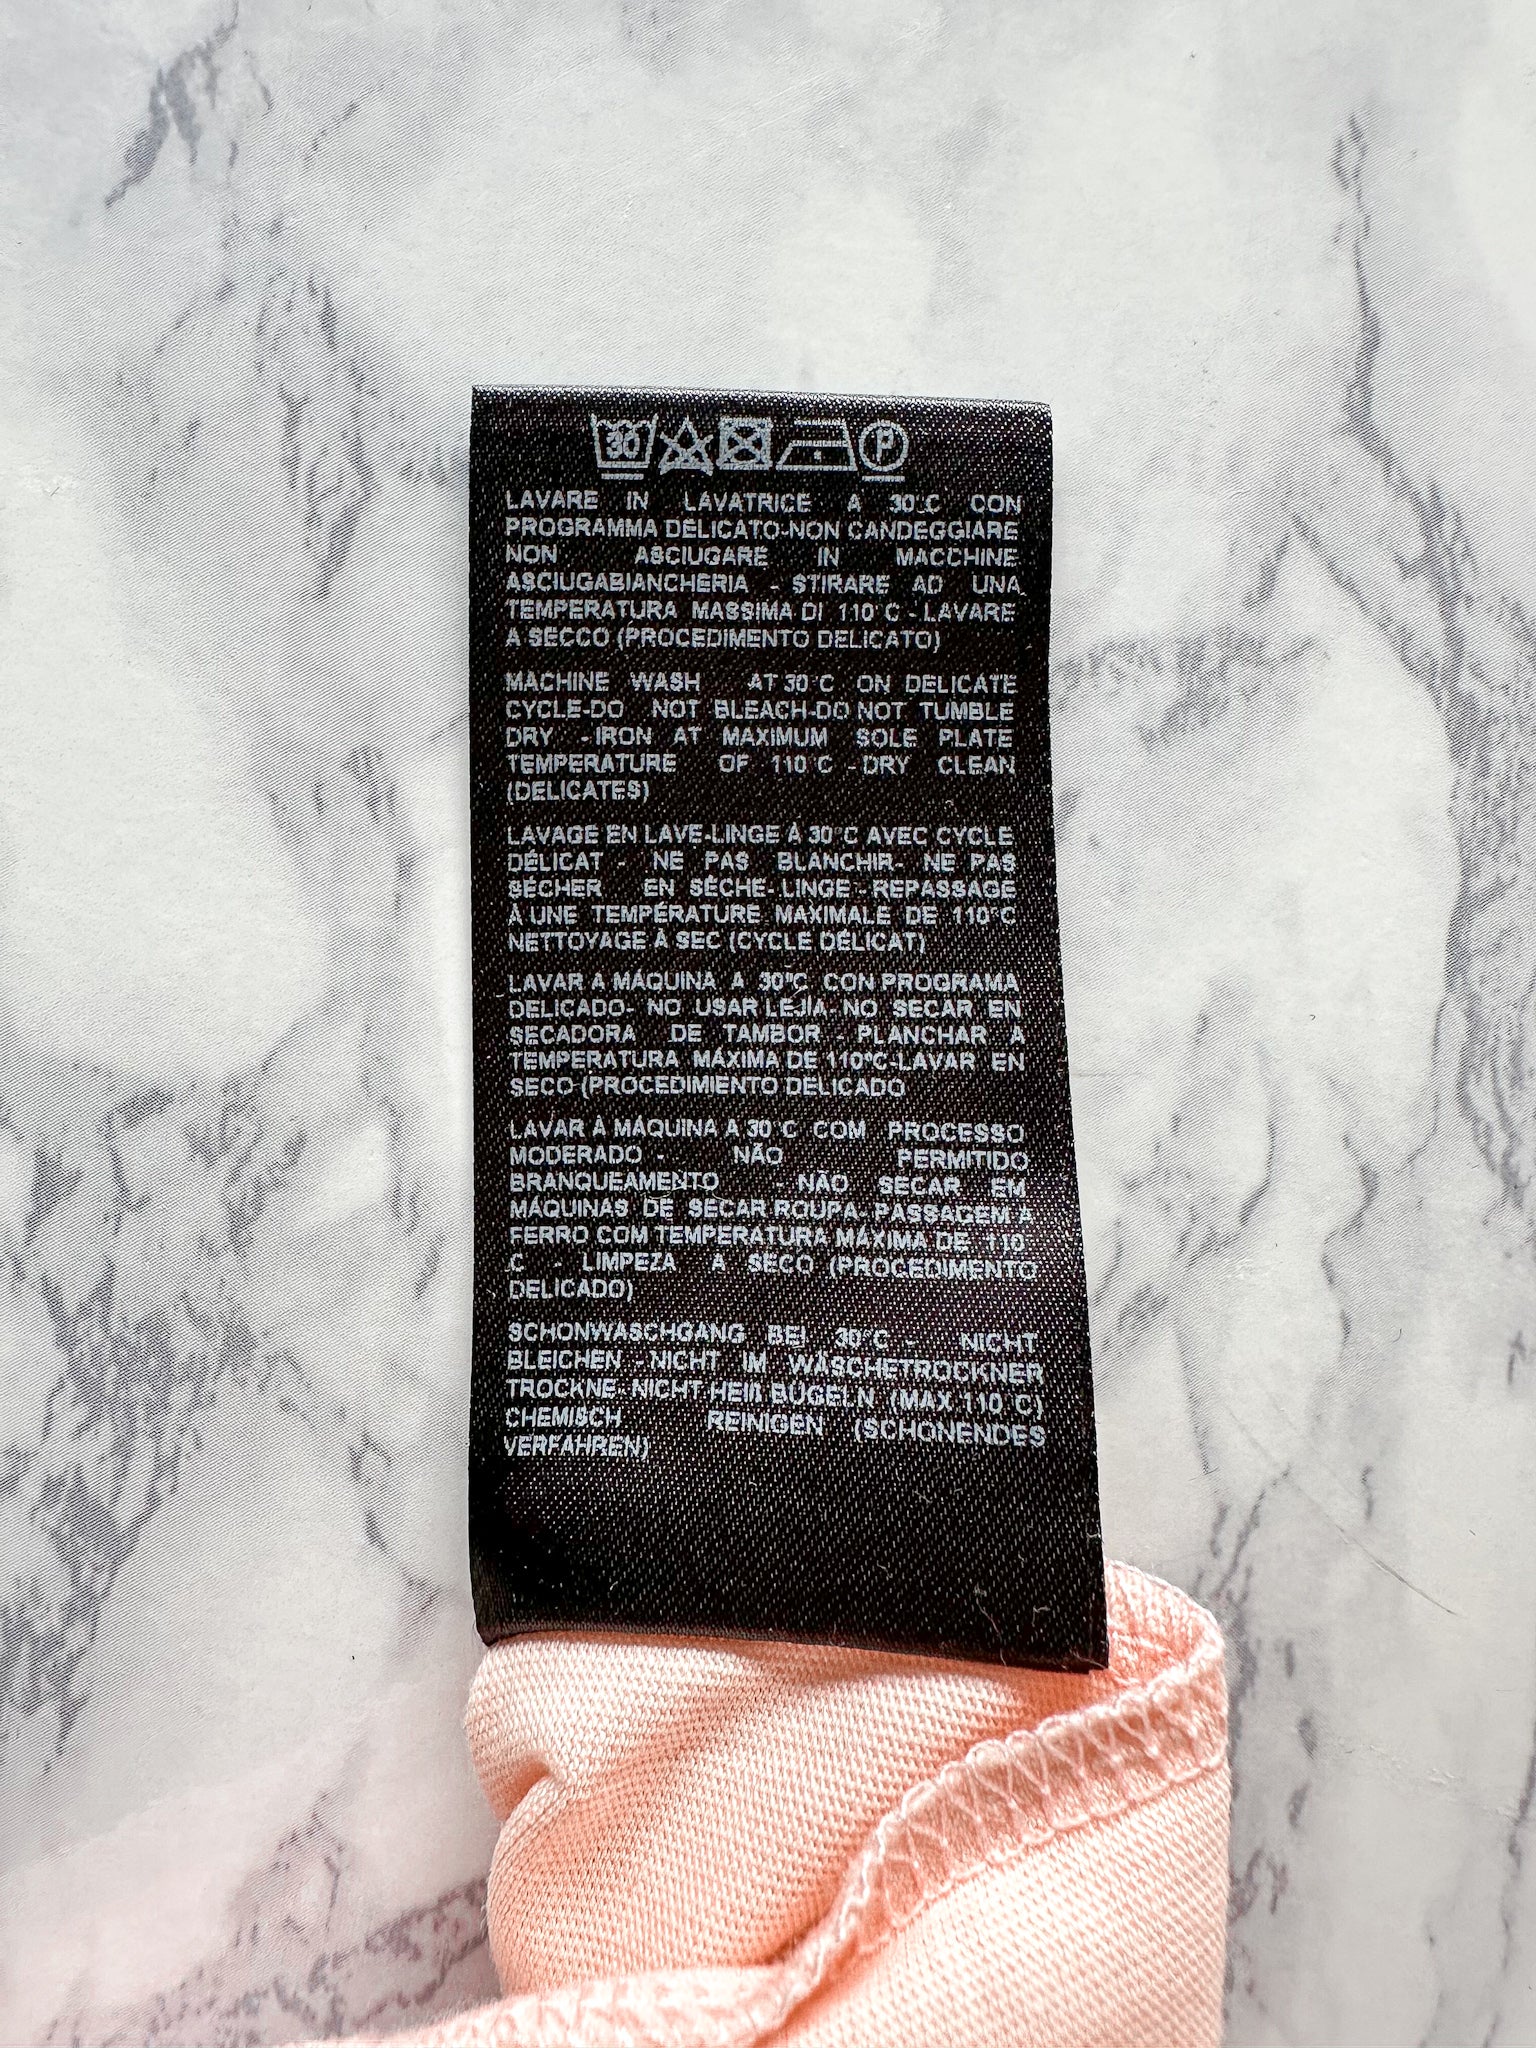 30 P
LAVARE IN LAVATRICE A 30°C CON
PROGRAMMA DELICATO-NON CANDEGGIARE
NON ASCIUGARE IN MACCHINE
ASCIUGABIANCHERIA - STIRARE AD UNA
TEMPERATURA MASSIMA DI 110°C - LAVARE
A SECCO (PROCEDIMENTO DELICATO)
MACHINE WASH AT 30°C ON DELICATE
CYCLE-DO NOT BLEACH-DO NOT TUMBLE
DRY - IRON AT MAXIMUM SOLE PLATE
TEMPERATURE OF 110°C - DRY CLEAN
(DELICATES)
LAVAGE EN LAVE-LINGE À 30°C AVEC CYCLE
DÉLICAT - NE PAS BLANCHIR- NE PAS
SÉCHER EN SÈCHE-LINGE - REPASSAGE
À UNE TEMPÉRATURE MAXIMALE DE 110°C
NETTOYAGE À SEC (CYCLE DÉLICAT)
LAVAR A MÁQUINA A 30°C CON PROGRAMA
DELICADO- NO USAR LEJÍA- NO SECAR EN
SECADORA DE TAMBOR - PLANCHAR A
TEMPERATURA MÁXIMA DE 110°C-LAVAR EN
SECO (PROCEDIMIENTO DELICADO
LAVAR À MÁQUINA A 30°C COM PROCESSO
MODERADO - NÃO PERMITIDO
BRANQUEAMENTO - NÃO SECAR EM
MÁQUINAS DE SECAR ROUPA- PASSAGEM A
FERRO COM TEMPERATURA MÁXIMA DE 110
°C - LIMPEZA A SECO (PROCEDIMENTO
DELICADO)
SCHONWASCHGANG BEI 30°C - NICHT
BLEICHEN - NICHT IM WÄSCHETROCKNER
TROCKNE- NICHT HEIß BÜGELN (MAX 110°C)
CHEMISCH REINIGEN (SCHONENDES
VERFAHREN)